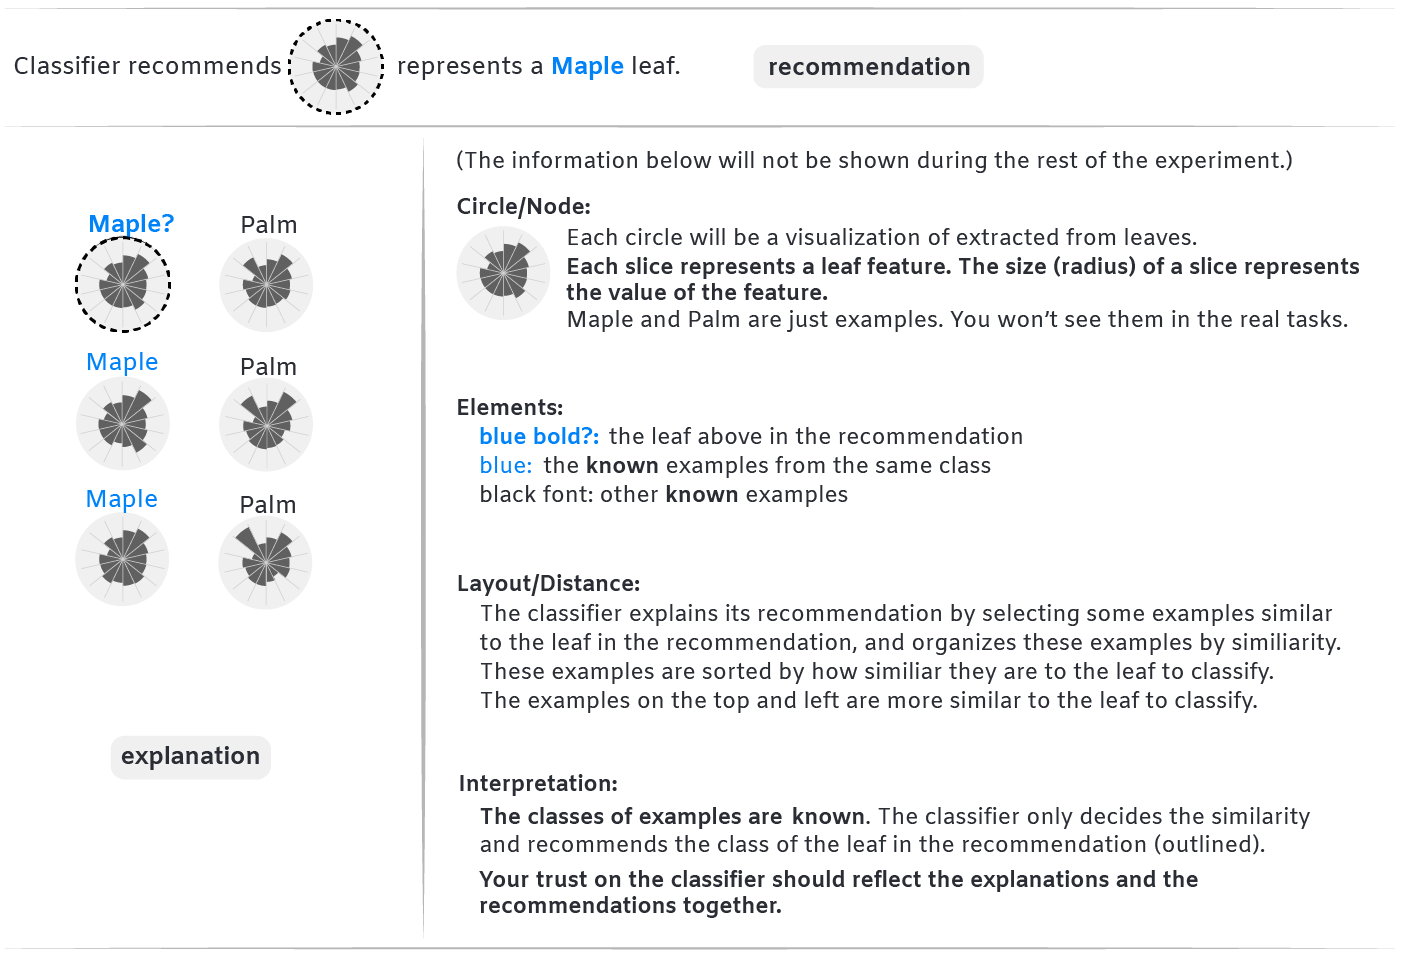 Classifier recommends represents a Maple leaf. recommendation
(The information below will not be shown during the rest of the experiment.)
Maple? Palm
Maple Palm
Maple Palm
explanation
Circle/Node:
Each circle will be a visualization of extracted from leaves.
Each slice represents a leaf feature. The size (radius) of a slice represents
the value of the feature.
Maple and Palm are just examples. You won’t see them in the real tasks.
Elements:
blue bold?: the leaf above in the recommendation
blue: the known examples from the same class
black font: other known examples
Layout/Distance:
The classifier explains its recommendation by selecting some examples similar
to the leaf in the recommendation, and organizes these examples by similiarity.
These examples are sorted by how similiar they are to the leaf to classify.
The examples on the top and left are more similar to the leaf to classify.
Interpretation:
The classes of examples are known. The classifier only decides the similarity
and recommends the class of the leaf in the recommendation (outlined).
Your trust on the classifier should reflect the explanations and the
recommendations together.